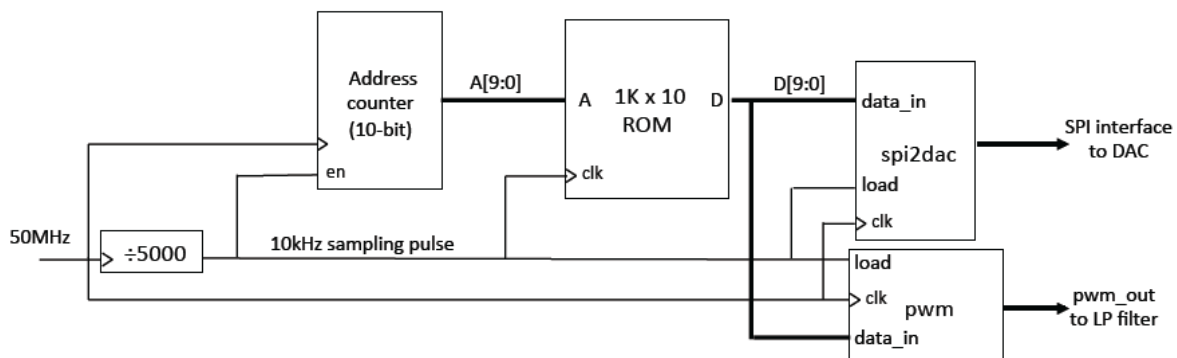 Address
counter
(10-bit)
en
A[9:0]
A
1K x 10
ROM
D
clk
D[9:0]
data_in
spi2dac
load
clk
SPI interface
to DAC
50MHz
÷5000
10kHz sampling pulse
load
clk
pwm
data_in
pwm_out
to LP filter